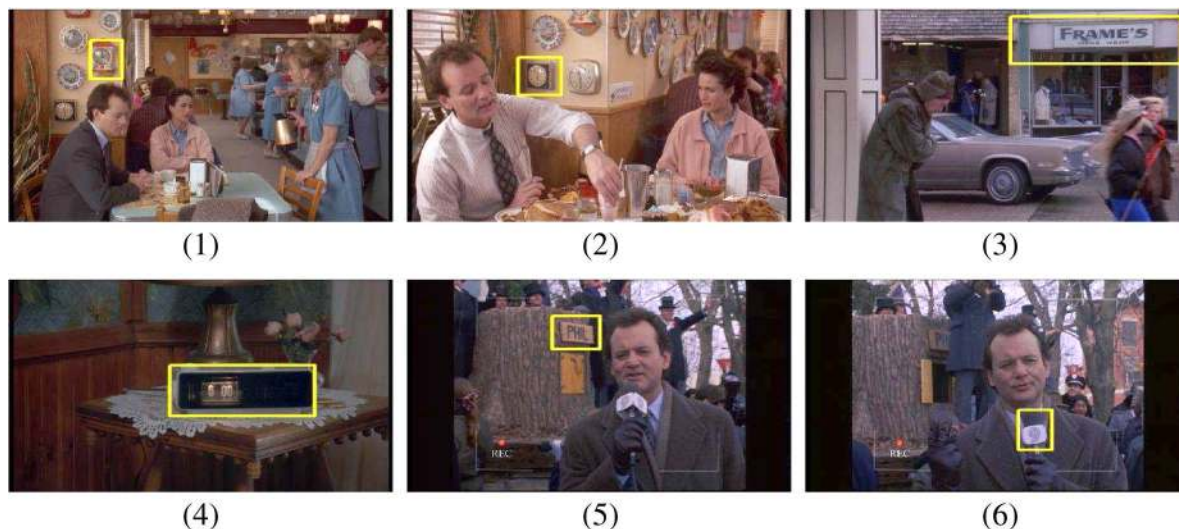 FRAME'S
(1)
(2)
(3)
6 00
PHIL
REC
REC
(4)
(5)
(6)